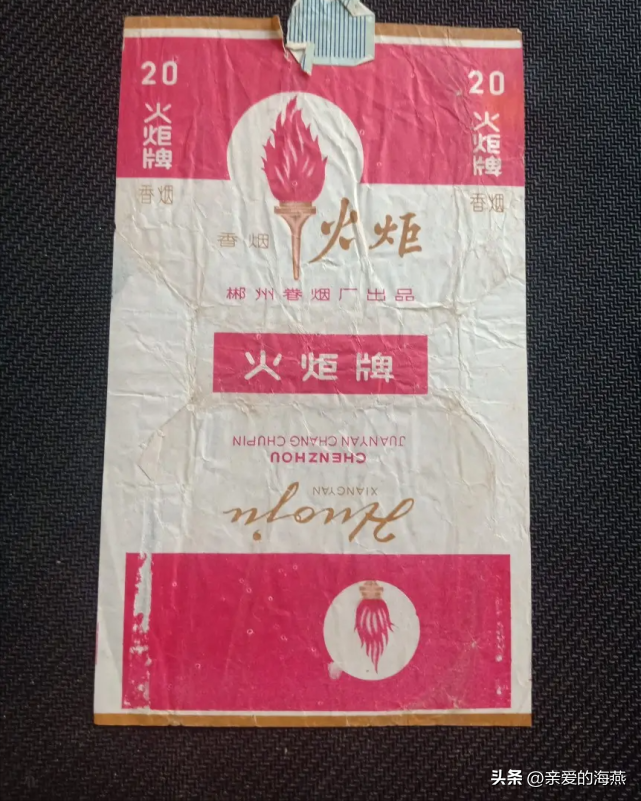 20
火炬牌
香烟
20
火炬牌
香烟
香烟
火炬
郴州卷烟厂出品
火炬牌
JUANYAN CHANG CHUPIN
CHENZHOU
XIANGYAN
Huoju
头条 @亲爱的海燕